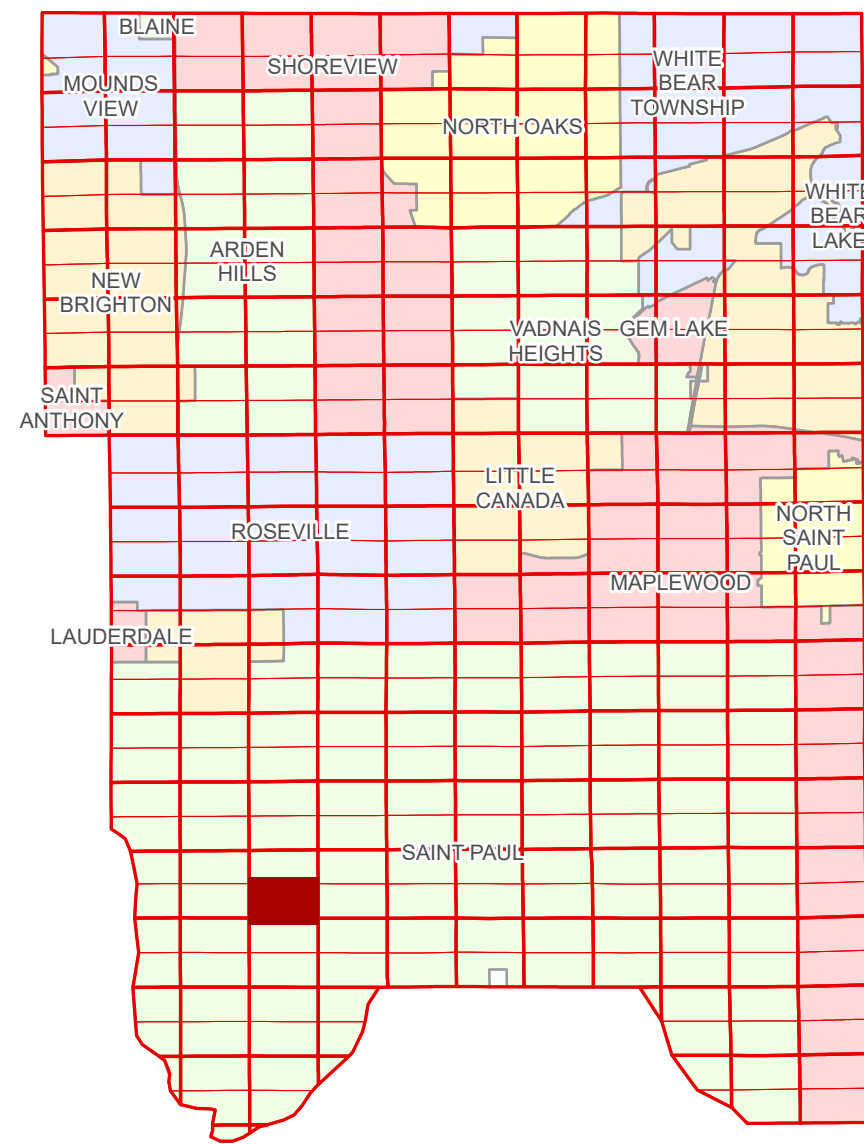 BLAINE
SHOREVIEW
MOUNDS
VIEW
WHITE
BEAR
TOWNSHIP
NORTH OAKS
WHITE
BEAR
LAKE
ARDEN
HILLS
NEW
BRIGHTON
VADNAIS
HEIGHTS
GEM LAKE
SAINT
ANTHONY
LITTLE
CANADA
ROSEVILLE
NORTH
SAINT
PAUL
MAPLEWOOD
LAUDERDALE
SAINT PAUL